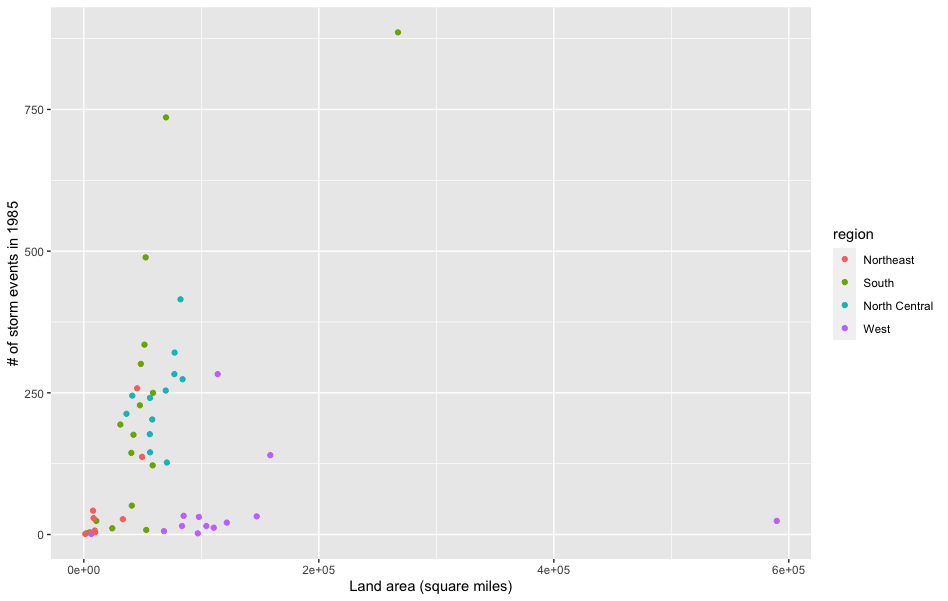 750
500
250
0
# of storm events in 1985
0e+00 2e+05 4e+05 6e+05
Land area (square miles)
region
Northeast
South
North Central
West